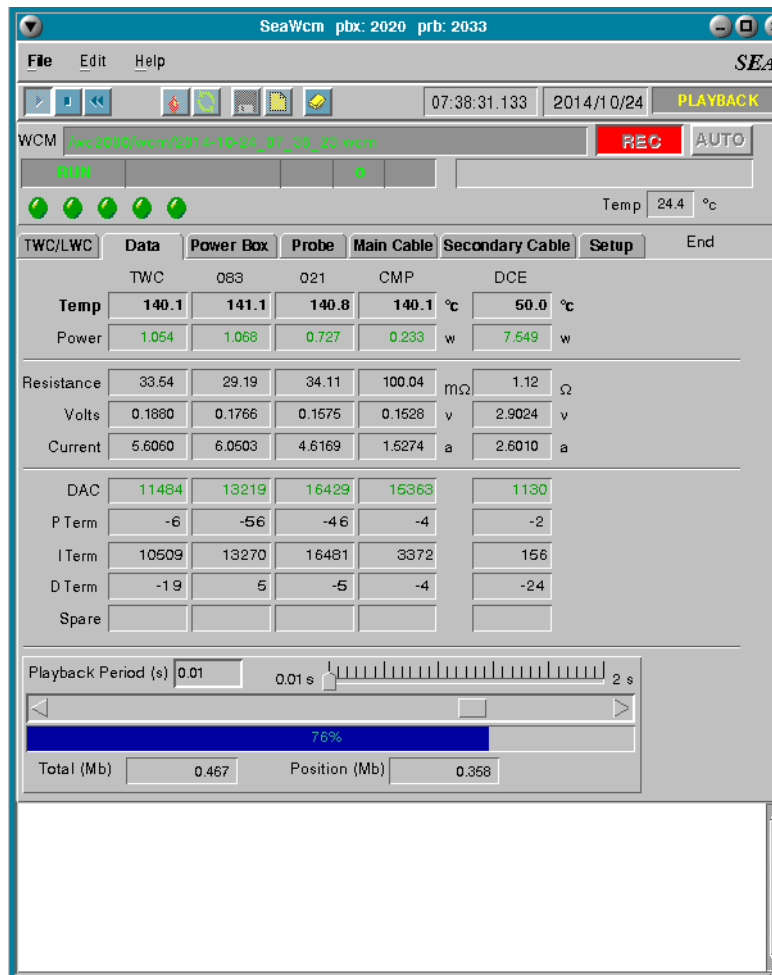 SeaWcm pbx: 2020 prb: 2033
File Edit Help SEA
07:38:31.133 2014/10/24 PLAYBACK
WCM REC AUTO
RUN 0
Temp 24.4 °c
TWC/LWC Data Power Box Probe Main Cable Secondary Cable Setup End
TWC 083 021 CMP DCE
Temp 140.1 141.1 140.8 140.1 °c 50.0 °c
Power 1.054 1.068 0.727 0.233 w 7.549 w
Resistance 33.54 29.19 34.11 100.04 mΩ 1.12 Ω
Volts 0.1880 0.1766 0.1575 0.1528 v 2.9024 v
Current 5.6060 6.0503 4.6169 1.5274 a 2.6010 a
DAC 11484 13219 16429 15363 1130
P Term -6 -56 -46 -4 -2
I Term 10509 13270 16481 3372 156
D Term -19 5 -5 -4 -24
Spare
Playback Period (s) 0.01 0.01 s 2 s
76%
Total (Mb) 0.467 Position (Mb) 0.358